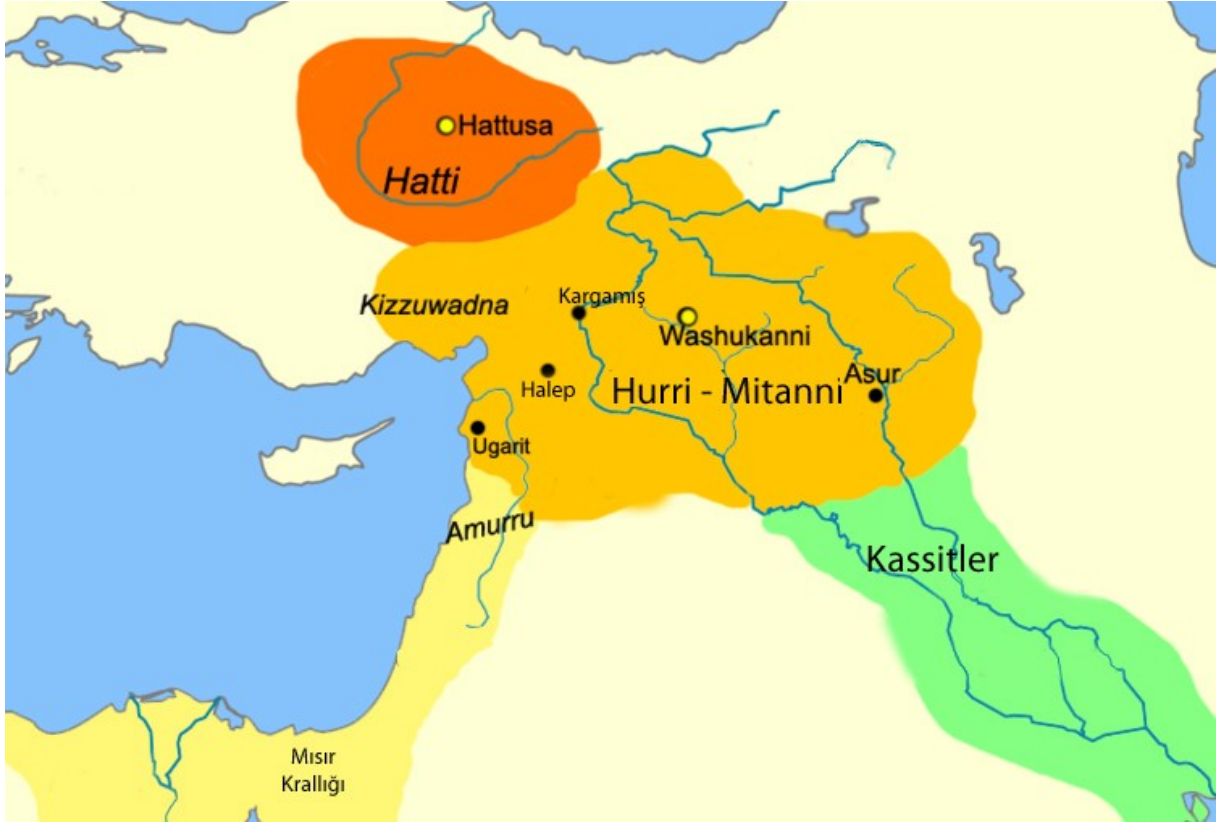 Hattusa
Hatti
Kizzuwadna
Kargamış
Washukanni
Halep
Hurri - Mitanni
Asur
Ugarit
Amurru
Kassitler
Mısır
Krallığı